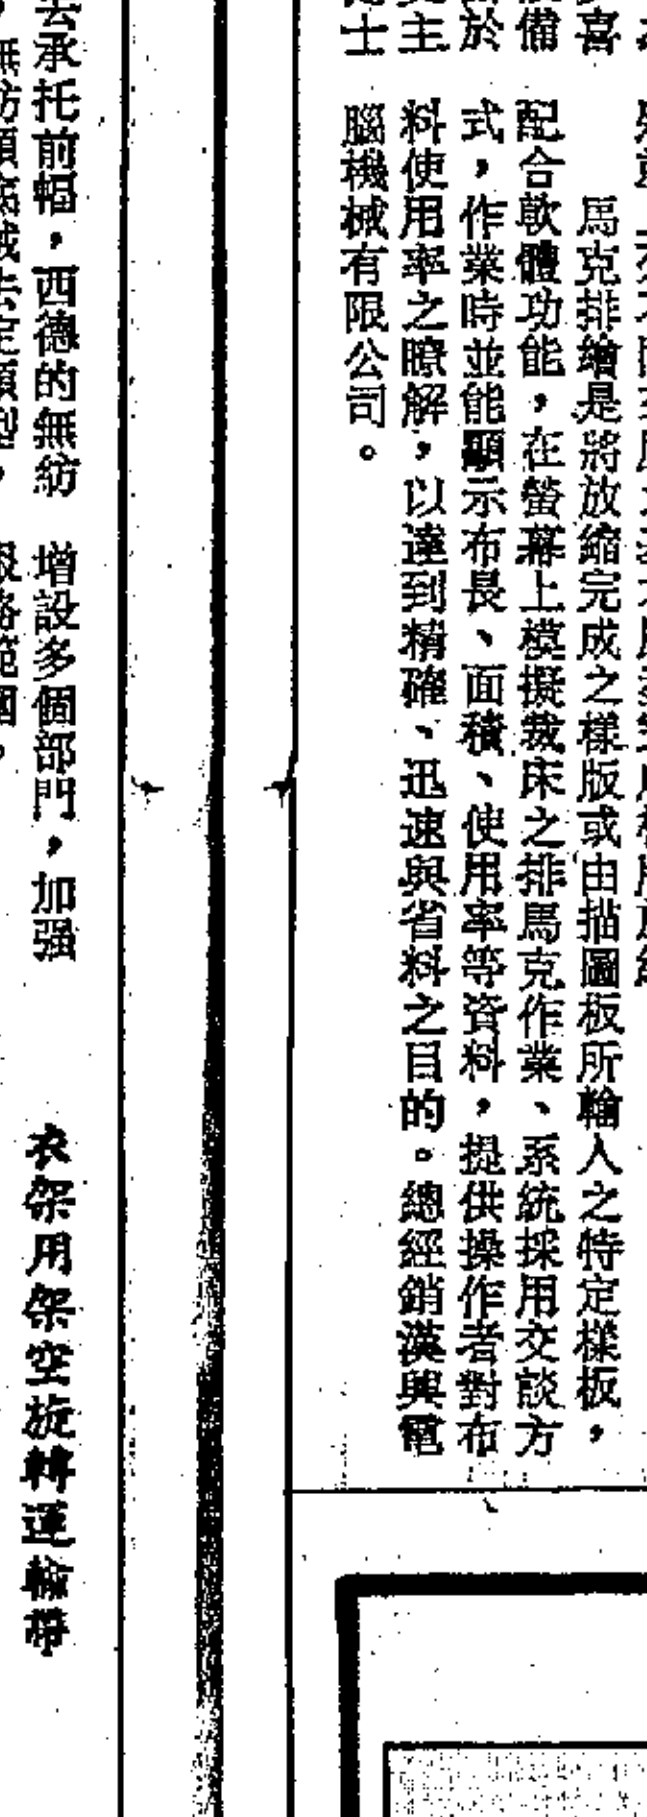 馬克排繪是將放縮完成之樣版或由描圖板所輸入之特定樣板，
配合軟體功能，在螢幕上模擬裁床之排馬克作業、系統採用交談方
式，作業時並能顯示布長、面積、使用率等資料，提供操作者對布
料使用率之瞭解，以達到精確、迅速與省料之目的。總經銷漢興電
腦機械有限公司。
喜
備
於
主
士
增設多個部門，加强
衣架用架空旋轉運輸帶
去承托前幅，西德的無紡